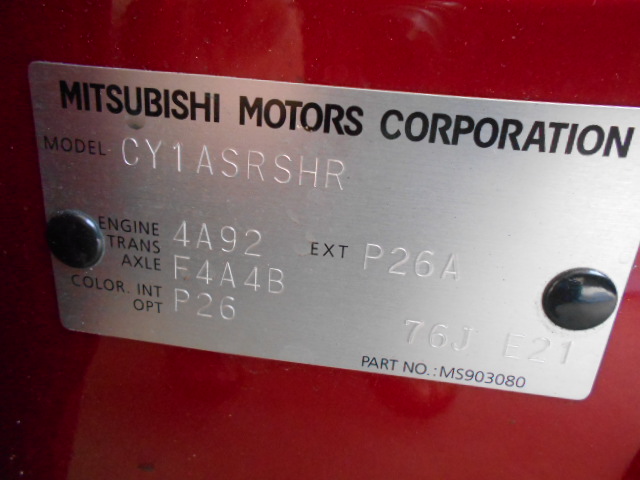 MITSUBISHI MOTORS CORPORATION
MODEL CY1ASRSHR
ENGINE 4A92 EXT P26A
TRANS AXLE F4A4B
COLOR. INT OPT P26
76J E21
PART NO.:MS903080